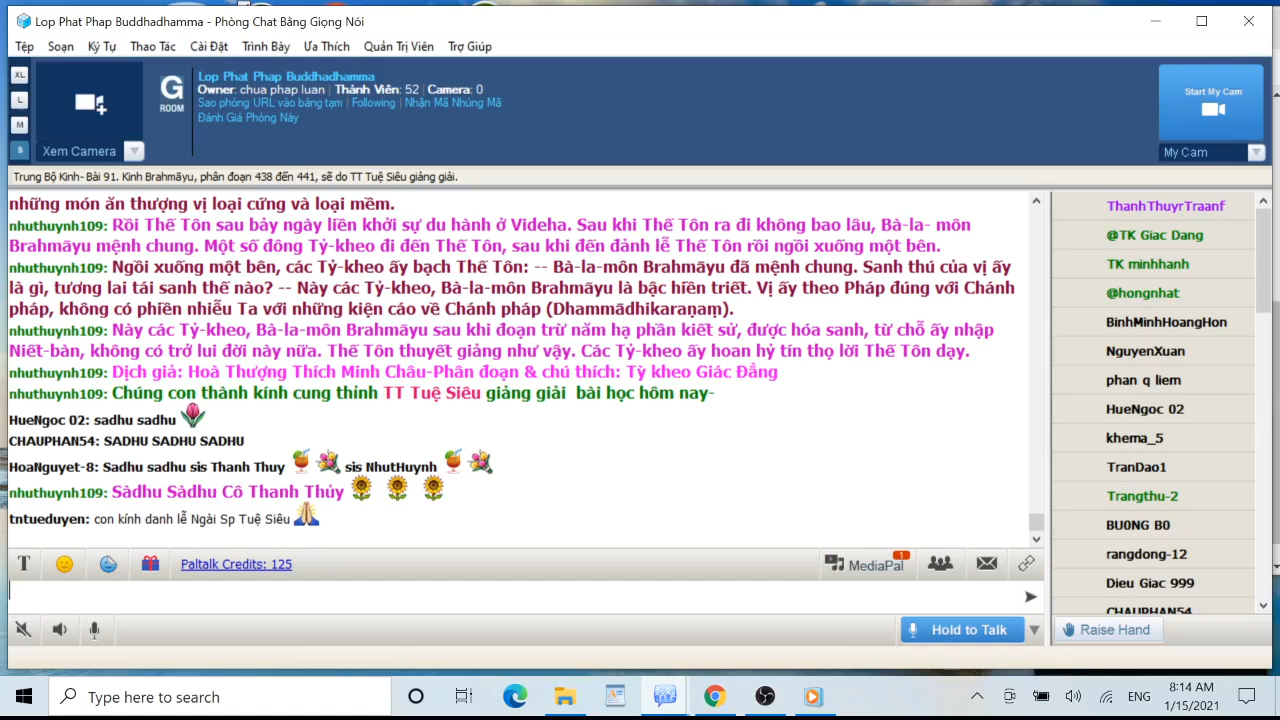 Lop Phat Phap Buddhadhamma - Phòng Chat Bằng Giọng Nói
Tệp Soạn Ký Tự Thao Tác Cài Đặt Trình Bày Ưa Thích Quản Trị Viên Trợ Giúp
XL
L
M
S
Xem Camera
G
ROOM
Lop Phat Phap Buddhadhamma
Owner: chua phap luan | Thành Viên: 52 | Camera: 0
Sao phòng URL vào bảng tạm | Following | Nhận Mã Nhúng Mã
Đánh Giá Phòng Này
Start My Cam
My Cam
Trung Bộ Kinh- Bài 91. Kinh Brahmāyu, phân đoạn 438 đến 441, sẽ do TT Tuệ Siêu giảng giải.
những món ăn thượng vị loại cứng và loại mềm.
nhuthuynh109: Rồi Thế Tôn sau bảy ngày liền khởi sự du hành ở Videha. Sau khi Thế Tôn ra đi không bao lâu, Bà-la- môn
Brahmāyu mệnh chung. Một số đông Tỷ-kheo đi đến Thế Tôn, sau khi đến đảnh lễ Thế Tôn rồi ngồi xuống một bên.
nhuthuynh109: Ngồi xuống một bên, các Tỷ-kheo ấy bạch Thế Tôn: -- Bà-la-môn Brahmāyu đã mệnh chung. Sanh thú của vị ấy
là gì, tương lai tái sanh thế nào? -- Này các Tỷ-kheo, Bà-la-môn Brahmāyu là bậc hiền triết. Vị ấy theo Pháp đúng với Chánh
pháp, không có phiền nhiễu Ta với những kiện cáo về Chánh pháp (Dhammādhikaraṇaṃ).
nhuthuynh109: Này các Tỷ-kheo, Bà-la-môn Brahmāyu sau khi đoạn trừ năm hạ phần kiết sử, được hóa sanh, từ chỗ ấy nhập
Niết-bàn, không có trở lui đời này nữa. Thế Tôn thuyết giảng như vậy. Các Tỷ-kheo ấy hoan hỷ tín thọ lời Thế Tôn dạy.
nhuthuynh109: Dịch giả: Hoà Thượng Thích Minh Châu-Phân đoạn & chú thích: Tỳ kheo Giác Đẳng
nhuthuynh109: Chúng con thành kính cung thỉnh TT Tuệ Siêu giảng giải bài học hôm nay-
HueNgoc 02: sadhu sadhu
CHAUPHAN54: SADHU SADHU SADHU
HoaNguyet-8: Sadhu sadhu sis Thanh Thuy sis NhutHuynh
nhuthuynh109: Sàdhu Sàdhu Cô Thanh Thủy
tntueduyen: con kính danh lễ Ngài Sp Tuệ Siêu
ThanhThuyrTraanf
@TK Giac Dang
TK minhhanh
@hongnhat
BinhMinhHoangHon
NguyenXuan
phan q liem
HueNgoc 02
khema_5
TranDao1
Trangthu-2
BU0NG B0
rangdong-12
Dieu Giac 999
CHAUPHAN54
T Paltalk Credits: 125 MediaPal 1
Hold to Talk
Raise Hand
Type here to search
ENG
8:14 AM
1/15/2021